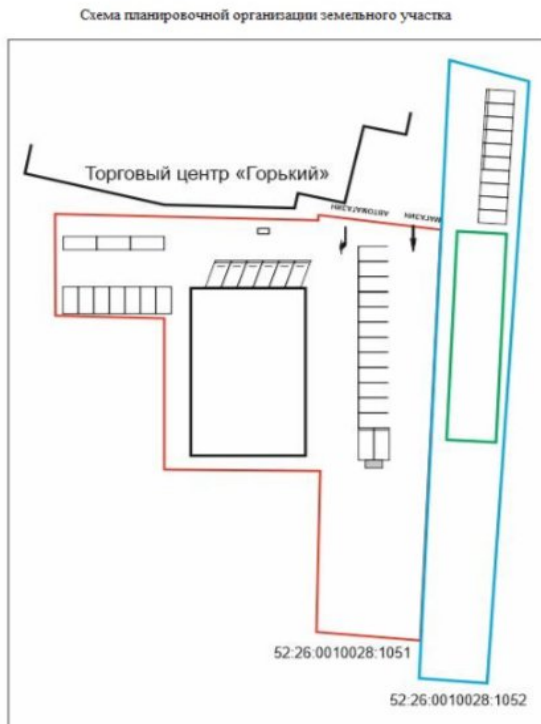 Схема планировочной организации земельного участка
Торговый центр «Горький»
АВТОМАГАЗИН
МАГАЗИН
52:26:0010028:1051
52:26:0010028:1052